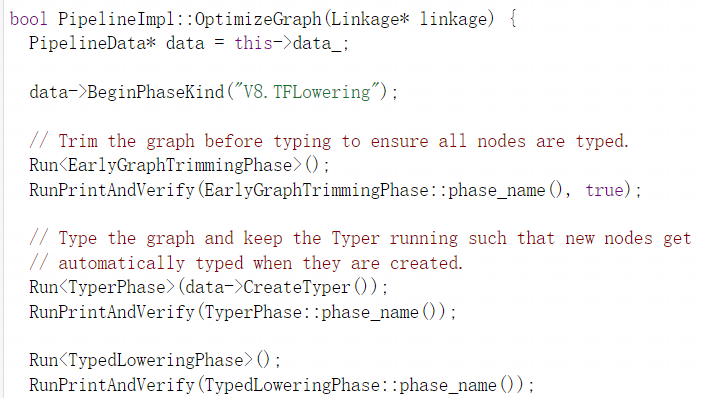 bool PipelineImpl::OptimizeGraph(Linkage* linkage) {
PipelineData* data = this->data_;
data->BeginPhaseKind("V8.TFLowering");
// Trim the graph before typing to ensure all nodes are typed.
Run<EarlyGraphTrimmingPhase>();
RunPrintAndVerify(EarlyGraphTrimmingPhase::phase_name(), true);
// Type the graph and keep the Typer running such that new nodes get
// automatically typed when they are created.
Run<TyperPhase>(data->CreateTyper());
RunPrintAndVerify(TyperPhase::phase_name());
Run<TypedLoweringPhase>();
RunPrintAndVerify(TypedLoweringPhase::phase_name());